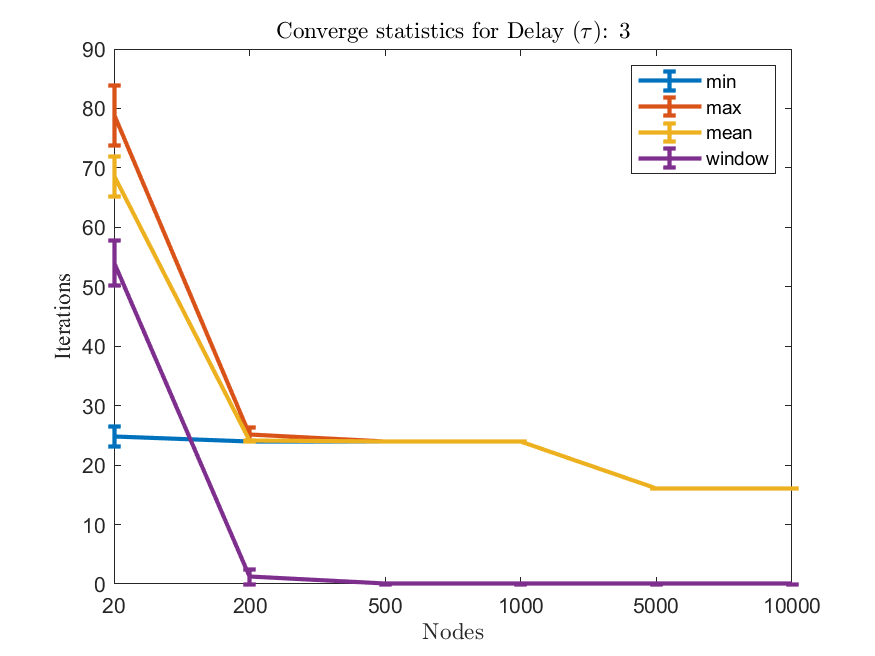 Converge statistics for Delay (τ): 3
90
80
70
60
50
40
30
20
10
0
Iterations
min
max
mean
window
20 200 500 1000 5000 10000
Nodes